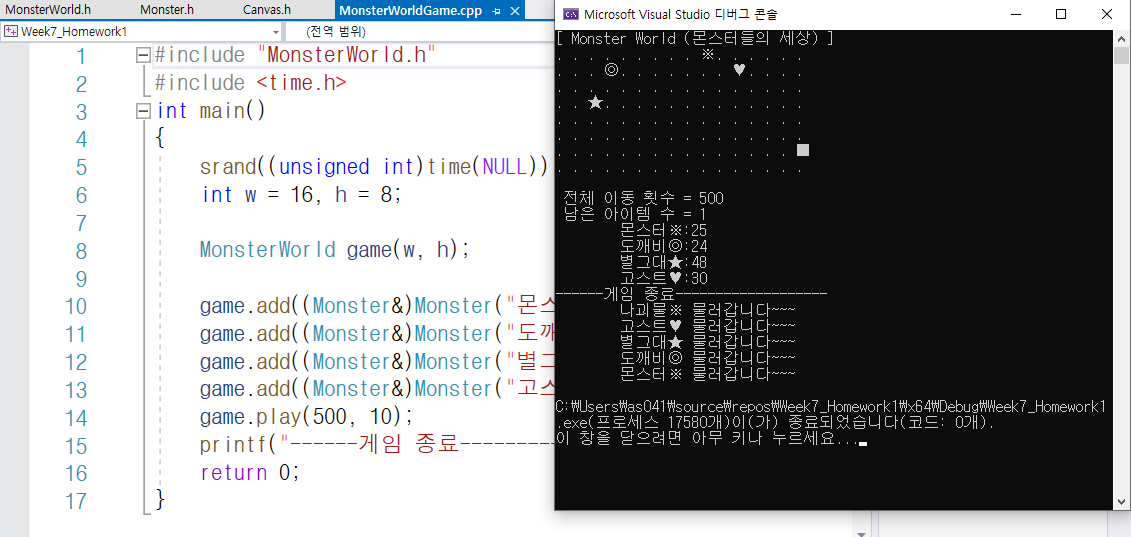 MonsterWorld.h Monster.h Canvas.h MonsterWorldGame.cpp
Week7_Homework1 (전역 범위)
1 #include "MonsterWorld.h"
2 #include <time.h>
3 int main()
4 {
5 srand((unsigned int)time(NULL))
6 int w = 16, h = 8;
7
8 MonsterWorld game(w, h);
9
10 game.add((Monster&)Monster("몬스
11 game.add((Monster&)Monster("도깨
12 game.add((Monster&)Monster("별그
13 game.add((Monster&)Monster("고스
14 game.play(500, 10);
15 printf("------게임 종료---------
16 return 0;
17 }
Microsoft Visual Studio 디버그 콘솔
[ Monster World (몬스터들의 세상) ]
. . . . . . . . . ※. . . . . .
. . . ◎. . . . . . . ♥. . . .
. . . . . . . . . . . . . . . .
. . ★. . . . . . . . . . . . .
. . . . . . . . . . . . . . . .
. . . . . . . . . . . . . . . .
. . . . . . . . . . . . . . . ■
. . . . . . . . . . . . . . . .
전체 이동 횟수 = 500
남은 아이템 수 = 1
몬스터※:25
도깨비◎:24
별그대★:48
고스트♥:30
------게임 종료-------------------
나괴물※ 물러갑니다~~~
고스트♥ 물러갑니다~~~
별그대★ 물러갑니다~~~
도깨비◎ 물러갑니다~~~
몬스터※ 물러갑니다~~~
C:₩Users₩as041₩source₩repos₩Week7_Homework1₩x64₩Debug₩Week7_Homework1
.exe(프로세스 17580개)이(가) 종료되었습니다(코드: 0개).
이 창을 닫으려면 아무 키나 누르세요...